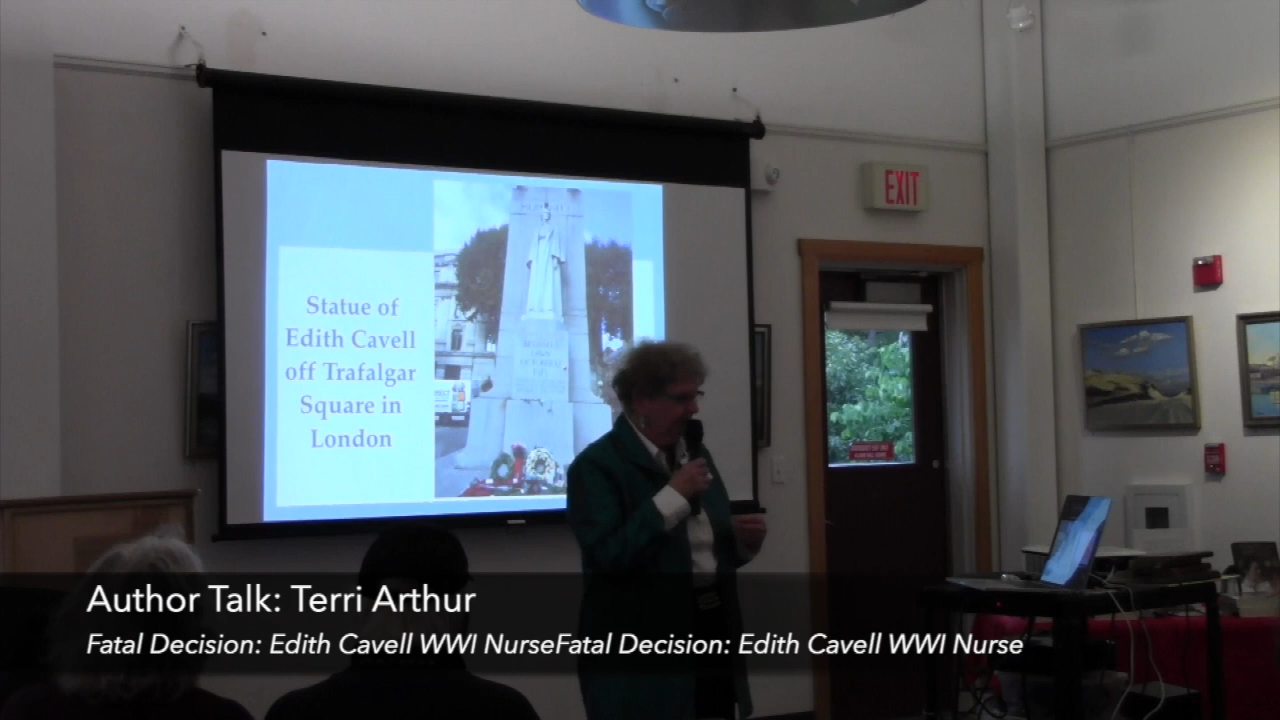 EXIT
Statue of
Edith Cavell
off Trafalgar
Square in
London
Author Talk: Terri Arthur
Fatal Decision: Edith Cavell WWI NurseFatal Decision: Edith Cavell WWI Nurse